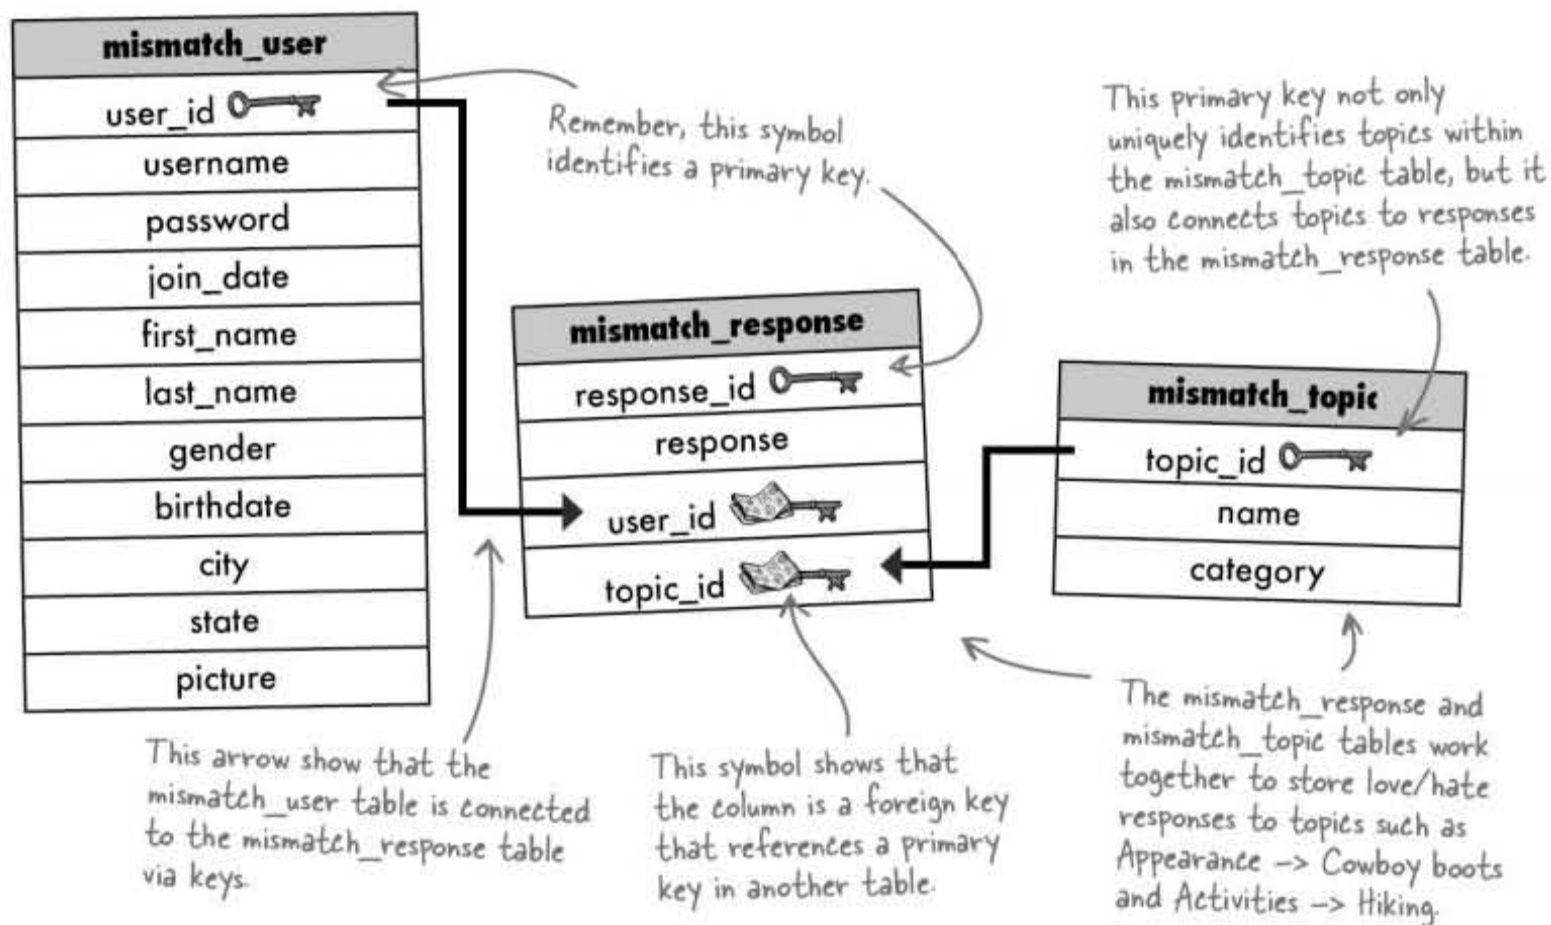 mismatch_user
user_id
username
password
join_date
first_name
last_name
gender
birthdate
city
state
picture
Remember, this symbol
identifies a primary key.
mismatch_response
response_id
response
user_id
topic_id
This primary key not only
uniquely identifies topics within
the mismatch_topic table, but it
also connects topics to responses
in the mismatch_response table.
mismatch_topic
topic_id
name
category
This arrow show that the
mismatch_user table is connected
to the mismatch_response table
via keys.
This symbol shows that
the column is a foreign key
that references a primary
key in another table.
The mismatch_response and
mismatch_topic tables work
together to store love/hate
responses to topics such as
Appearance -> Cowboy boots
and Activities -> Hiking.